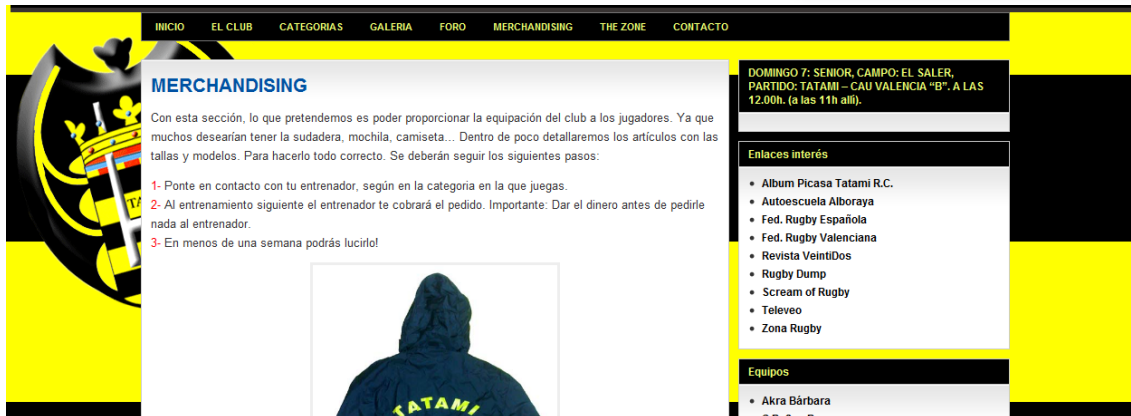 INICIO EL CLUB CATEGORIAS GALERIA FORO MERCHANDISING THE ZONE CONTACTO
MERCHANDISING
Con esta sección, lo que pretendemos es poder proporcionar la equipación del club a los jugadores. Ya que
muchos desearían tener la sudadera, mochila, camiseta… Dentro de poco detallaremos los artículos con las
tallas y modelos. Para hacerlo todo correcto. Se deberán seguir los siguientes pasos:
1- Ponte en contacto con tu entrenador, según en la categoria en la que juegas.
2- Al entrenamiento siguiente el entrenador te cobrará el pedido. Importante: Dar el dinero antes de pedirle
nada al entrenador.
3- En menos de una semana podrás lucirlo!
TATAMI
DOMINGO 7: SENIOR, CAMPO: EL SALER,
PARTIDO: TATAMI – CAU VALENCIA “B”. A LAS
12.00h. (a las 11h allí).
Enlaces interés
Album Picasa Tatami R.C.
Autoescuela Alboraya
Fed. Rugby Española
Fed. Rugby Valenciana
Revista VeintiDos
Rugby Dump
Scream of Rugby
Televeo
Zona Rugby
Equipos
Akra Bárbara